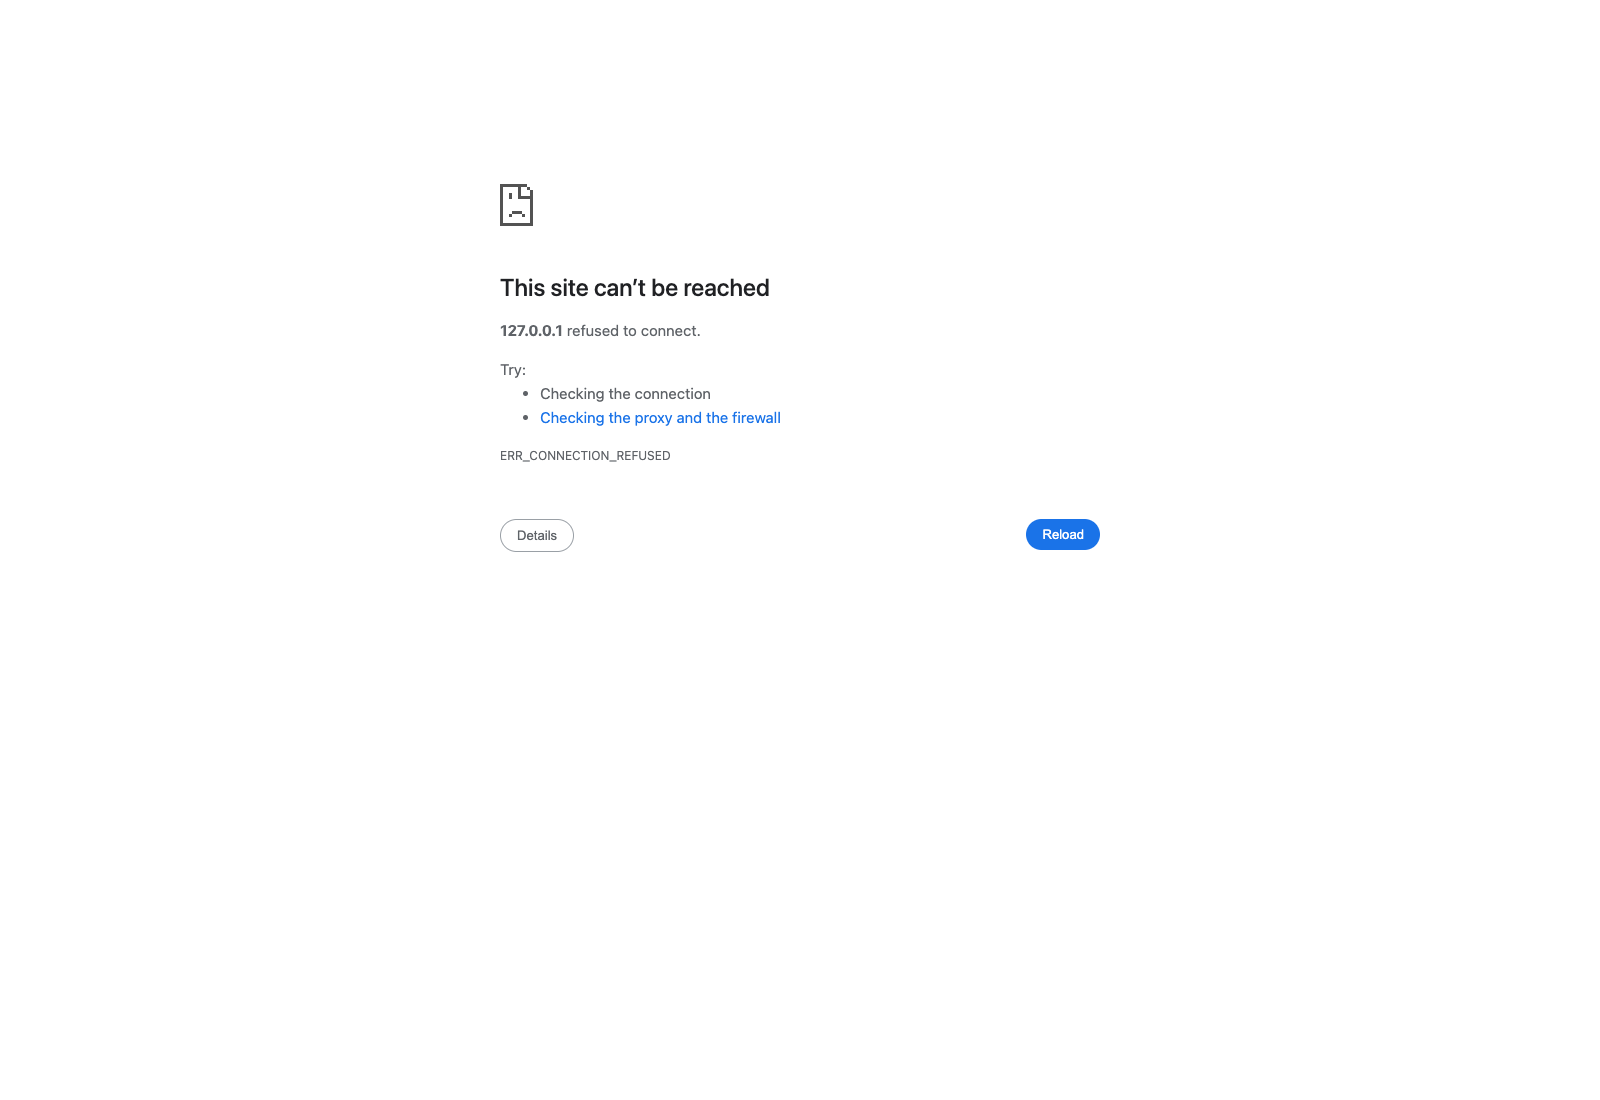 This site can’t be reached
127.0.0.1 refused to connect.
Try:
Checking the connection
Checking the proxy and the firewall
ERR_CONNECTION_REFUSED
Details
Reload